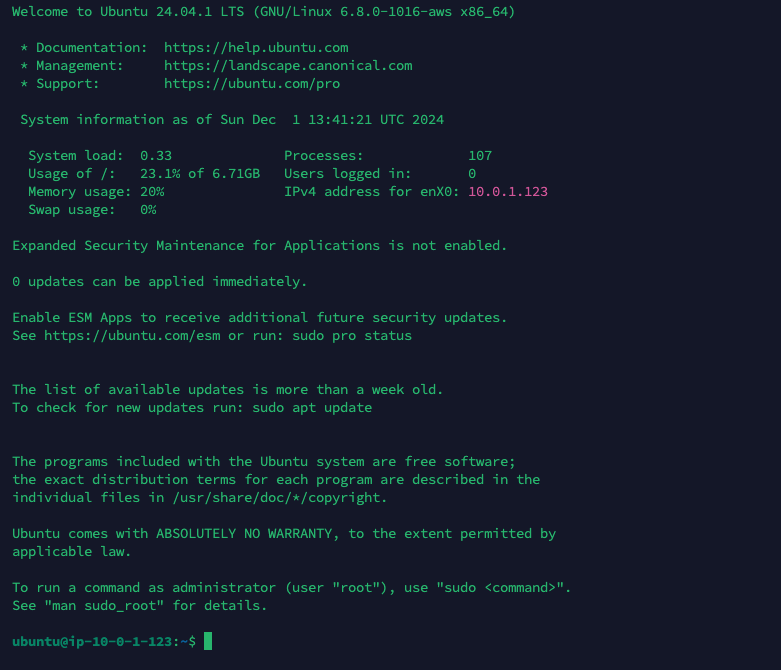 Welcome to Ubuntu 24.04.1 LTS (GNU/Linux 6.8.0-1016-aws x86_64)
 * Documentation:  https://help.ubuntu.com
 * Management:     https://landscape.canonical.com
 * Support:        https://ubuntu.com/pro
 System information as of Sun Dec  1 13:41:21 UTC 2024
  System load:  0.33              Processes:             107
  Usage of /:   23.1% of 6.71GB   Users logged in:       0
  Memory usage: 20%               IPv4 address for enX0: 10.0.1.123
  Swap usage:   0%
Expanded Security Maintenance for Applications is not enabled.
0 updates can be applied immediately.
Enable ESM Apps to receive additional future security updates.
See https://ubuntu.com/esm or run: sudo pro status
The list of available updates is more than a week old.
To check for new updates run: sudo apt update
The programs included with the Ubuntu system are free software;
the exact distribution terms for each program are described in the
individual files in /usr/share/doc/*/copyright.
Ubuntu comes with ABSOLUTELY NO WARRANTY, to the extent permitted by
applicable law.
To run a command as administrator (user "root"), use "sudo <command>".
See "man sudo_root" for details.
ubuntu@ip-10-0-1-123:~$